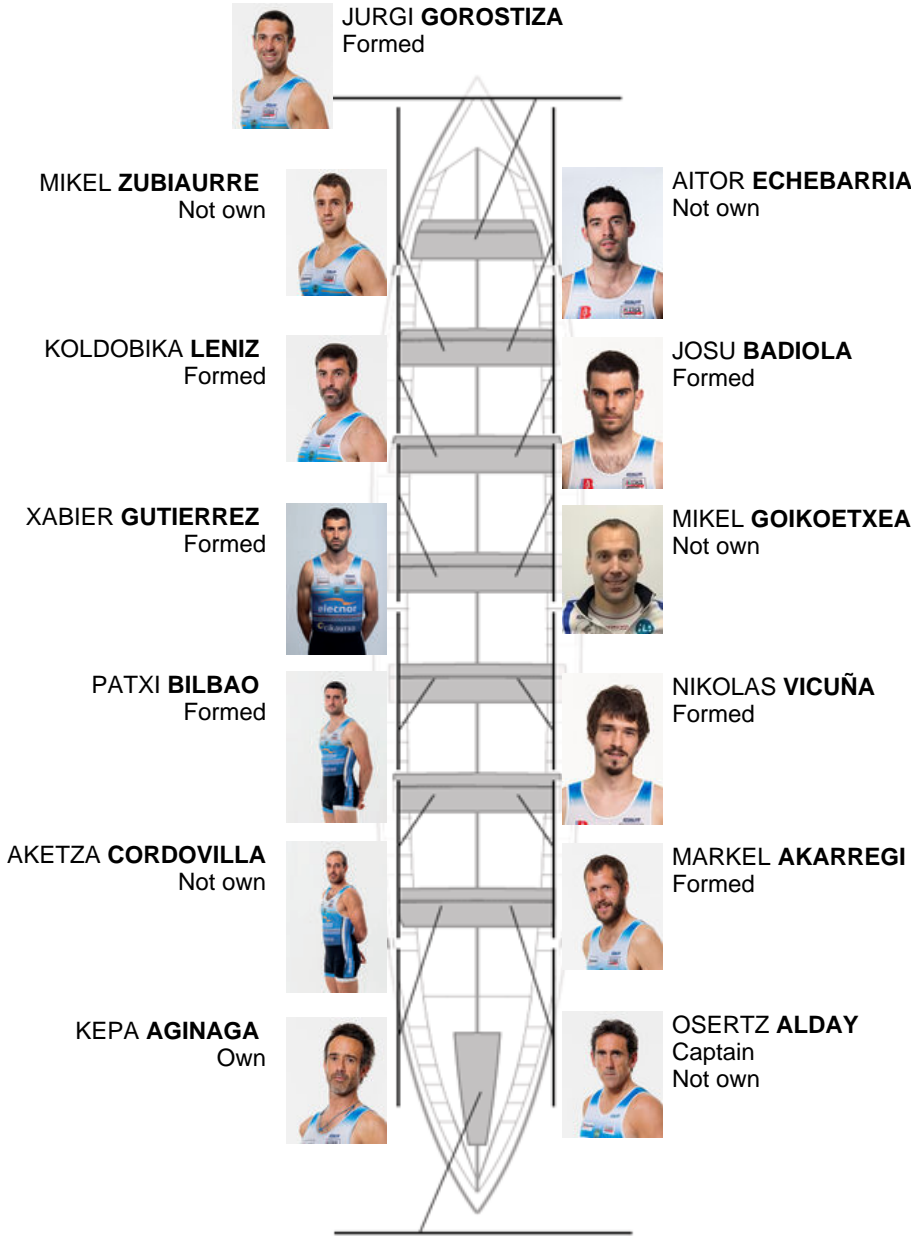 JURGI GOROSTIZA
Formed
MIKEL ZUBIAURRE
Not own
AITOR ECHEBARRIA
Not own
KOLDOBIKA LENIZ
Formed
JOSU BADIOLA
Formed
XABIER GUTIERREZ
Formed
elecnor
MIKEL GOIKOETXEA
Not own
PATXI BILBAO
Formed
NIKOLAS VICUÑA
Formed
AKETZA CORDOVILLA
Not own
MARKEL AKARREGI
Formed
KEPA AGINAGA
Own
OSERTZ ALDAY
Captain
Not own